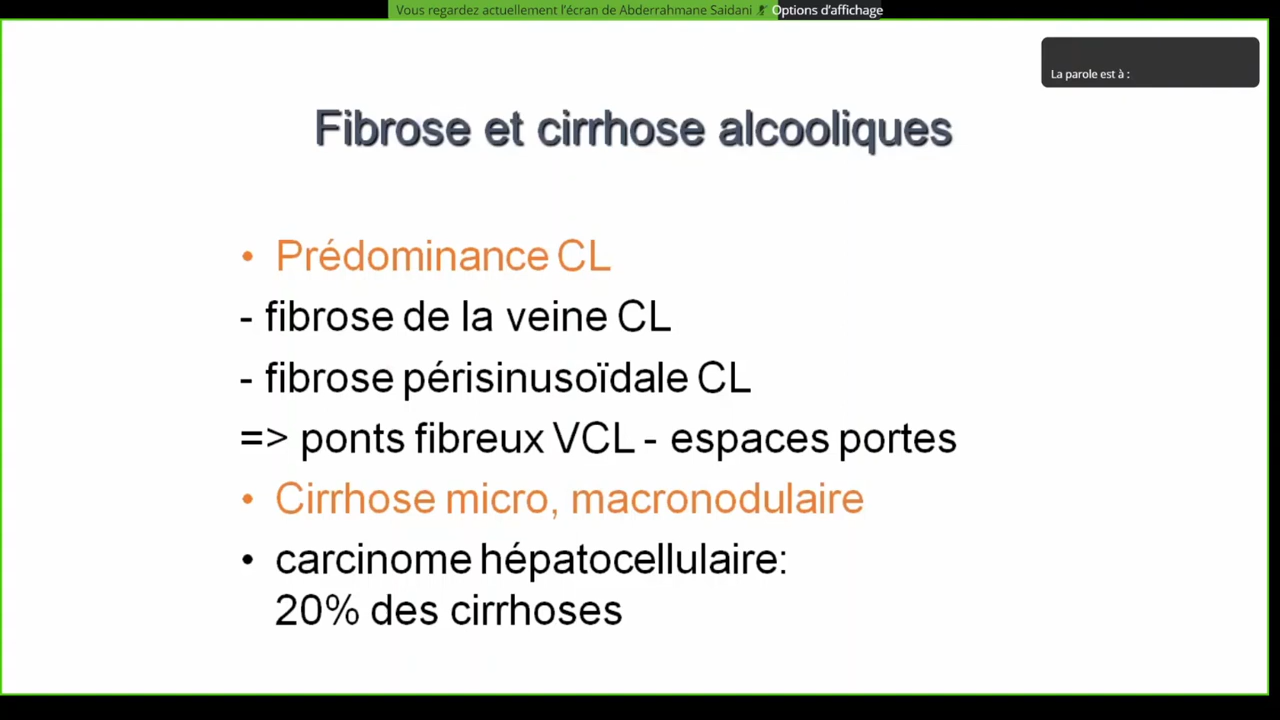 Vous regardez actuellement l'écran de Abderrahmane Saidani Options d'affichage
La parole est à :
Fibrose et cirrhose alcooliques
• Prédominance CL
- fibrose de la veine CL
- fibrose périsinusoïdale CL
=> ponts fibreux VCL - espaces portes
• Cirrhose micro, macronodulaire
• carcinome hépatocellulaire:
20% des cirrhoses